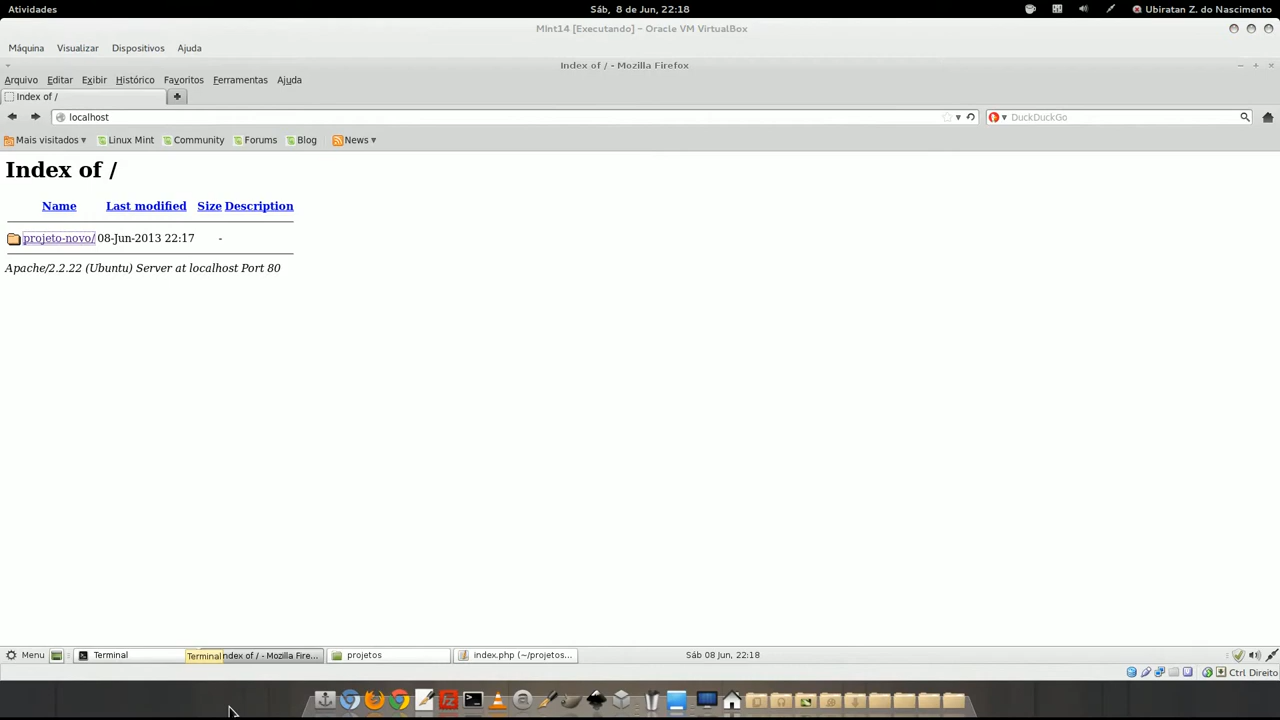 Atividades
Sáb, 8 de Jun, 22:18
Ubiratan Z. do Nascimento
Mint14 [Executando] - Oracle VM VirtualBox
Máquina Visualizar Dispositivos Ajuda
Index of / - Mozilla Firefox
Arquivo Editar Exibir Histórico Favoritos Ferramentas Ajuda
Index of /
localhost
DuckDuckGo
Mais visitados Linux Mint Community Forums Blog News
Index of /
Name Last modified Size Description
projeto-novo/ 08-Jun-2013 22:17 -
Apache/2.2.22 (Ubuntu) Server at localhost Port 80
Menu Terminal Terminal ndex of / - Mozilla Fire... projetos index.php (~/projetos... Sáb 08 Jun, 22:18
Ctrl Direito